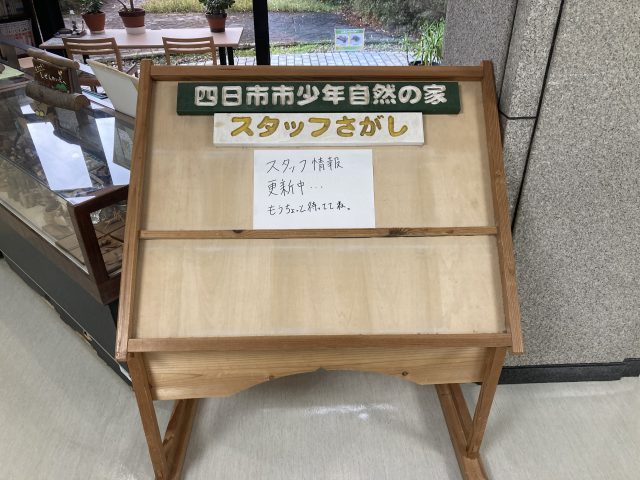 四日市市少年自然の家
スタッフさがし
スタッフ情報
更新中...
もうちょっと待っててね。